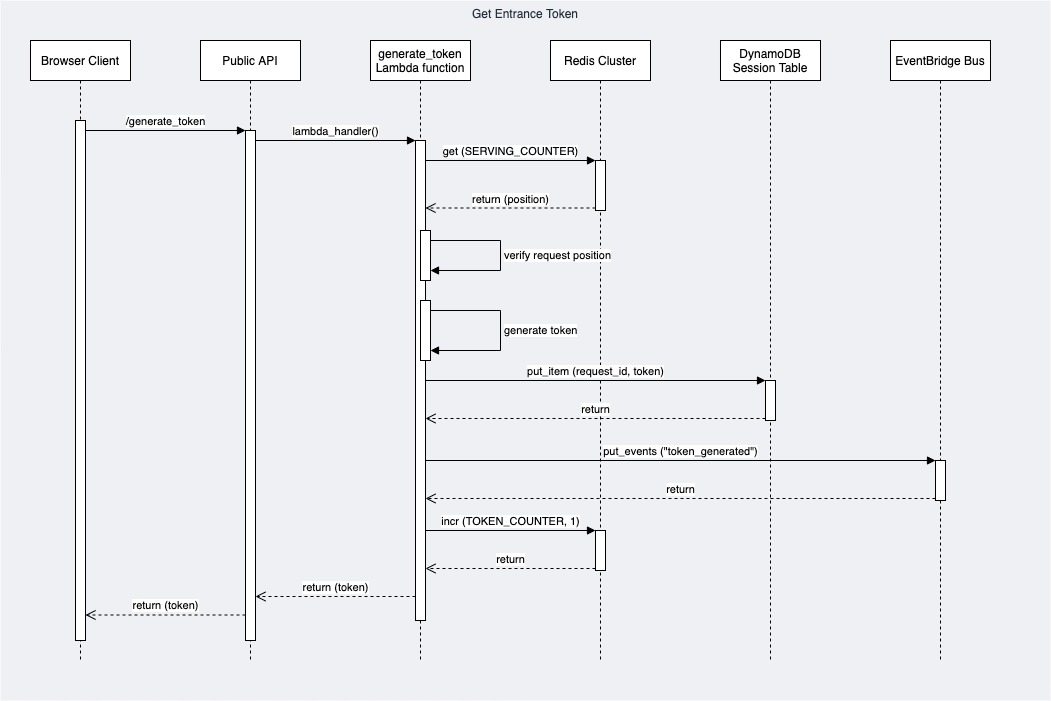 Get Entrance Token
Browser Client
Public API
generate_token
Lambda function
Redis Cluster
DynamoDB
Session Table
EventBridge Bus
/generate_token
lambda_handler()
get (SERVING_COUNTER)
return (position)
verify request position
generate token
put_item (request_id, token)
return
put_events ("token_generated")
return
incr (TOKEN_COUNTER, 1)
return
return (token)
return (token)